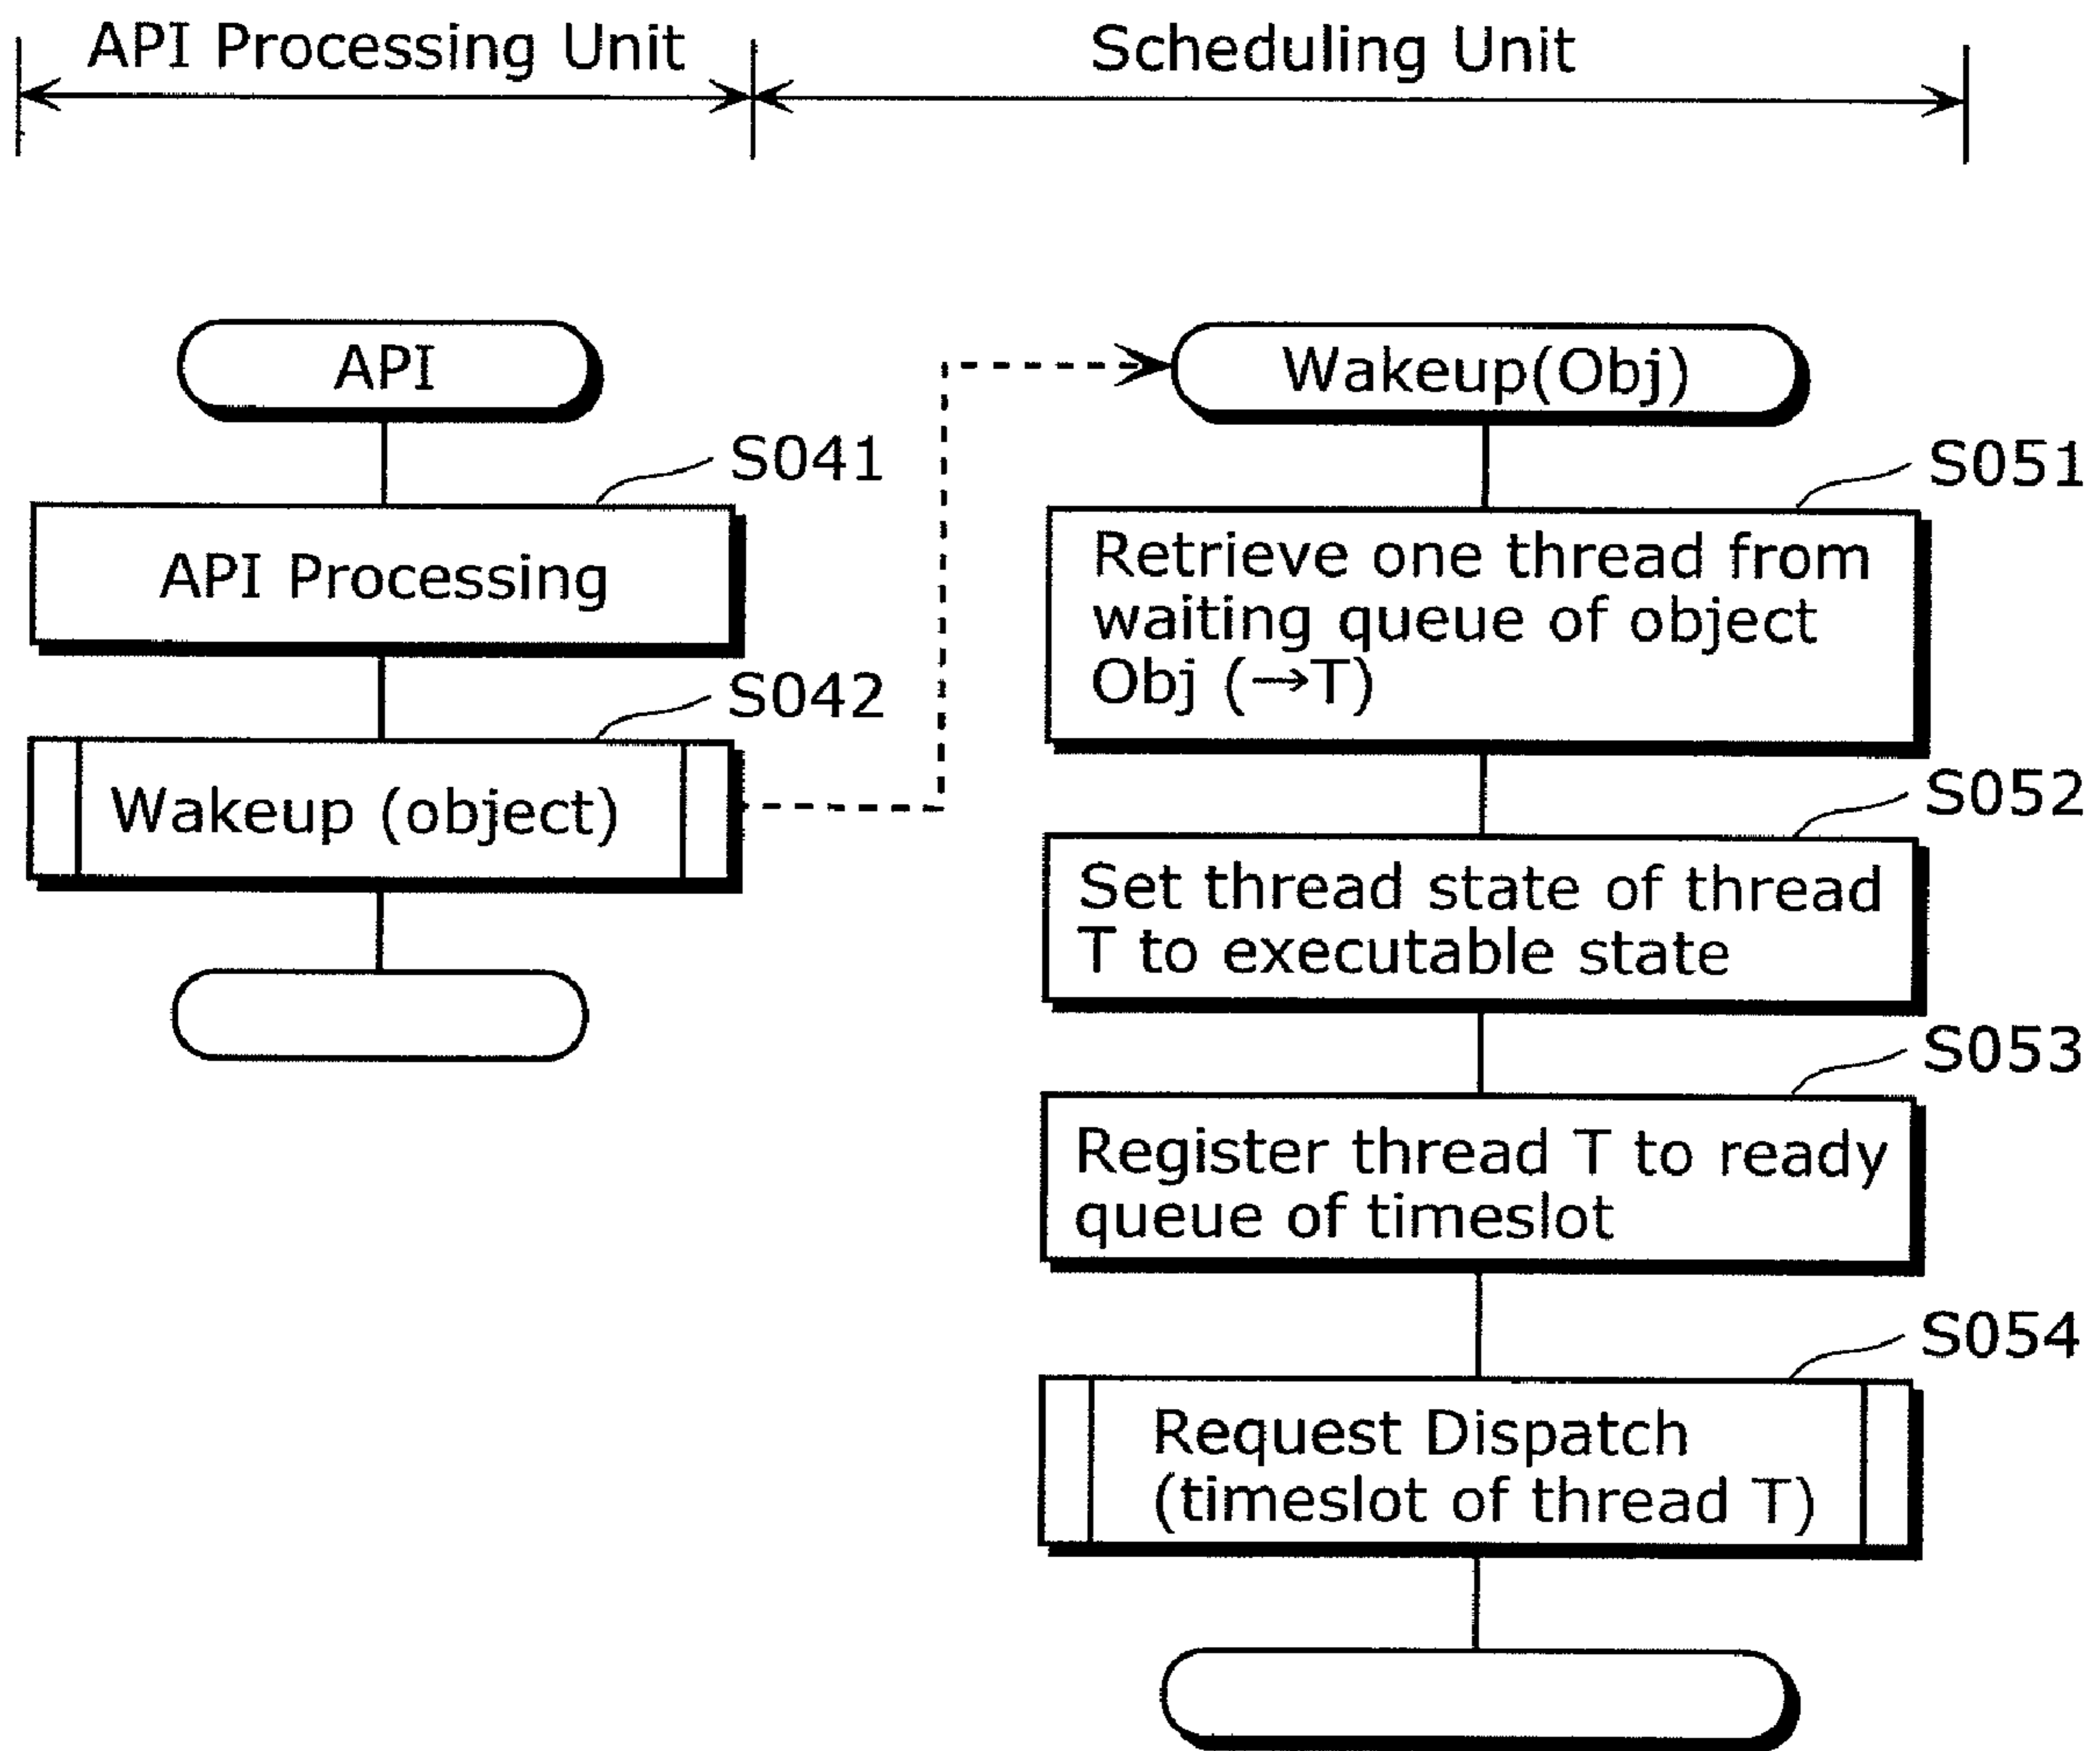 API Processing Unit
Scheduling Unit
API
S041
API Processing
S042
Wakeup (object)
Wakeup(Obj)
S051
Retrieve one thread from
waiting queue of object
Obj (→T)
S052
Set thread state of thread
T to executable state
S053
Register thread T to ready
queue of timeslot
S054
Request Dispatch
(timeslot of thread T)